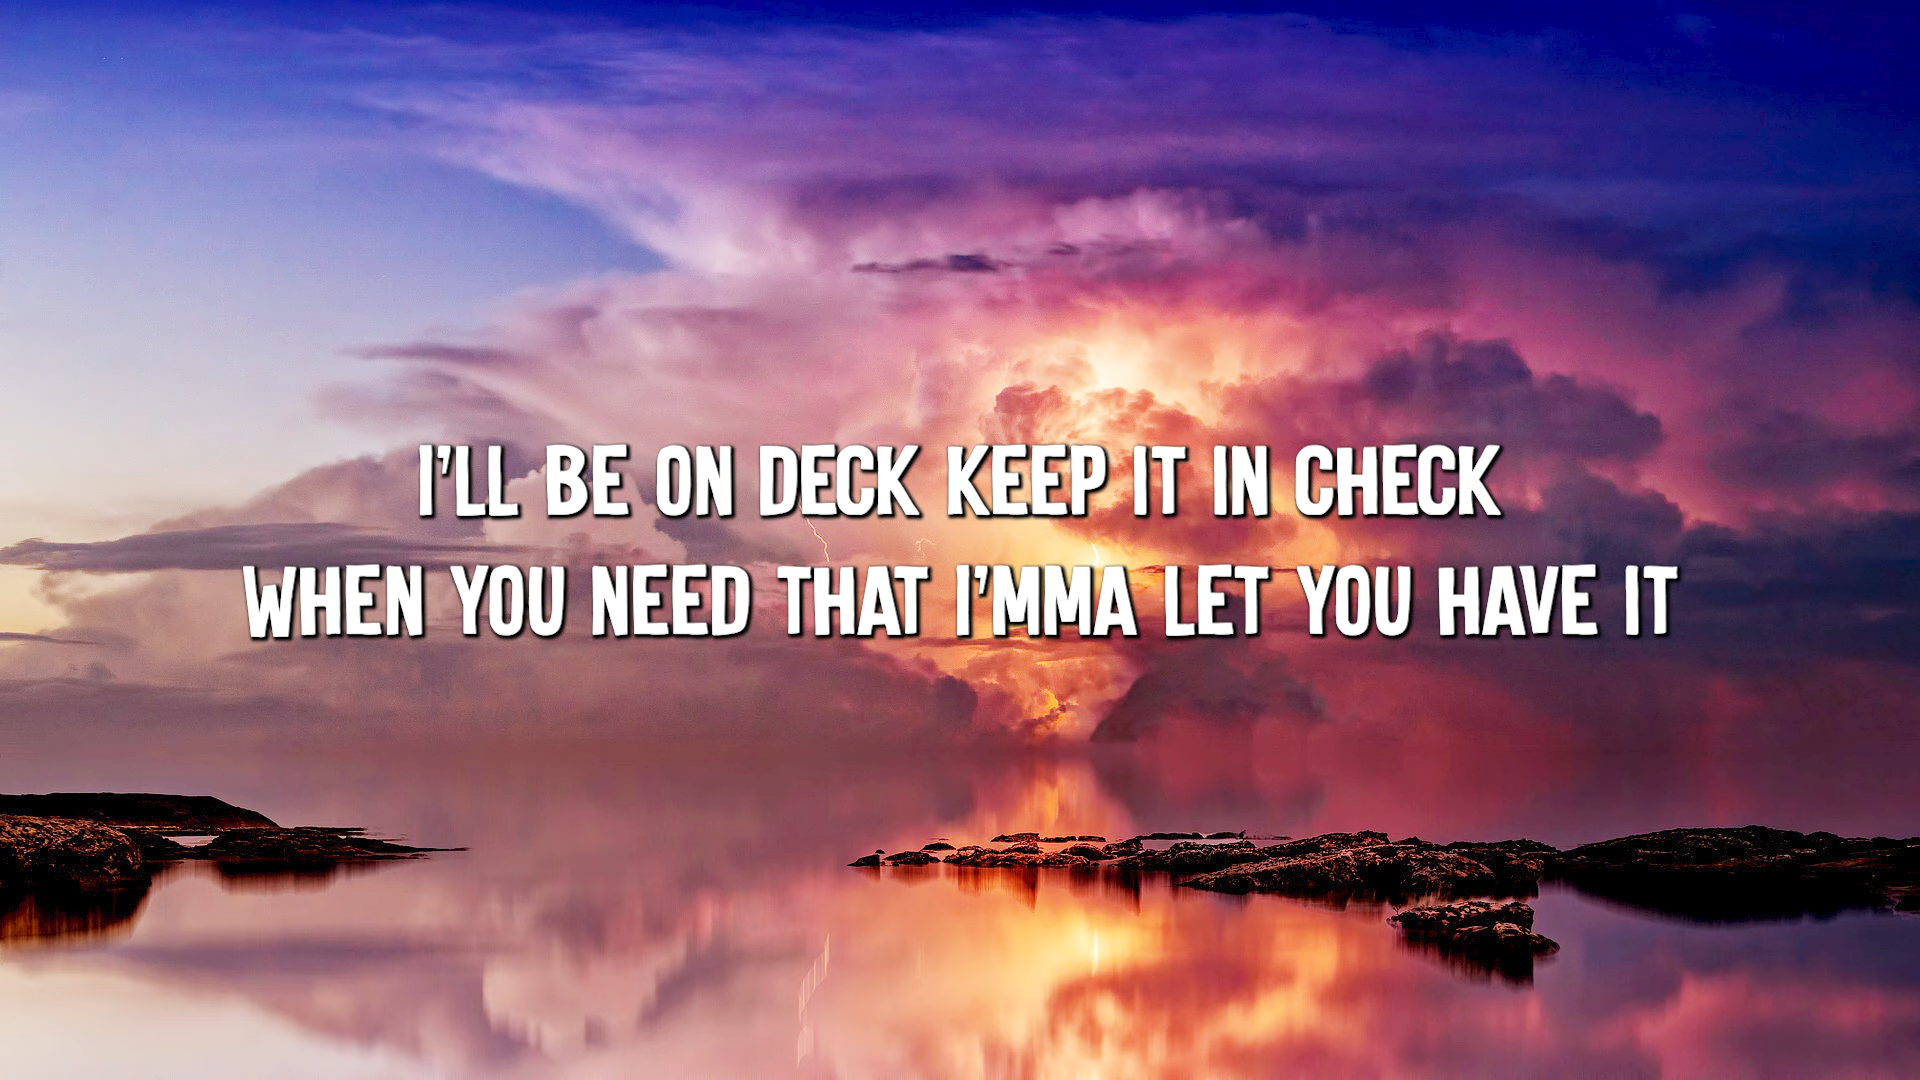 I'LL BE ON DECK KEEP IT IN CHECK
WHEN YOU NEED THAT I'MMA LET YOU HAVE IT